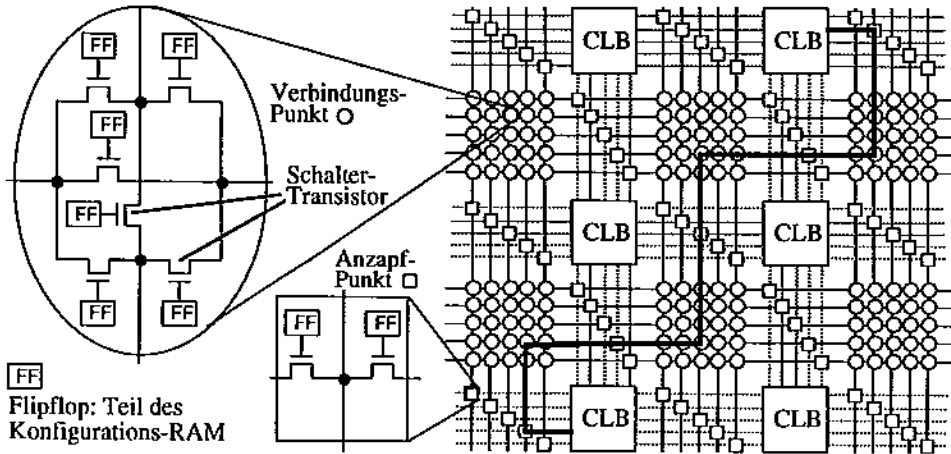 FF
FF
FF
FF
FF
FF
Verbindungs-
Punkt
Schalter-
Transistor
Anzapf-
Punkt
FF
FF
FF
Flipflop: Teil des
Konfigurations-RAM
CLB
CLB
CLB
CLB
CLB
CLB